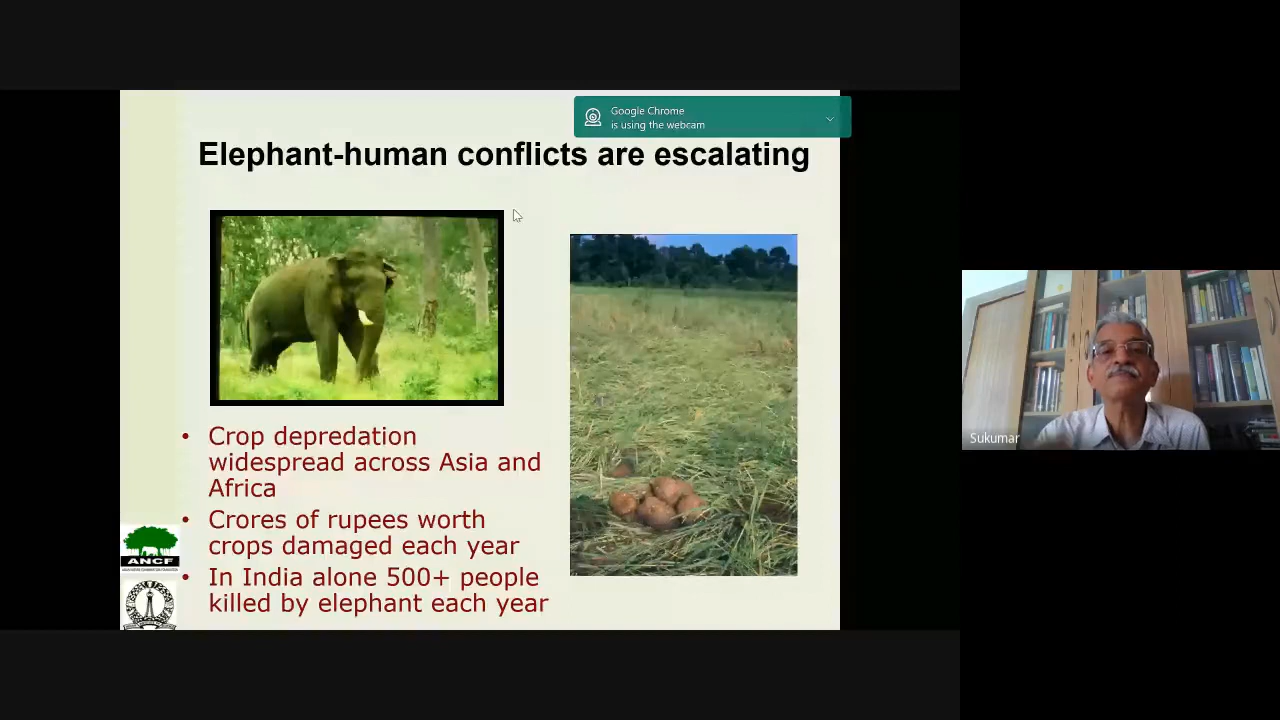 Google Chrome
is using the webcam
Elephant-human conflicts are escalating
• Crop depredation
widespread across Asia and
Africa
• Crores of rupees worth
crops damaged each year
• In India alone 500+ people
killed by elephant each year
ANCF
Sukumar